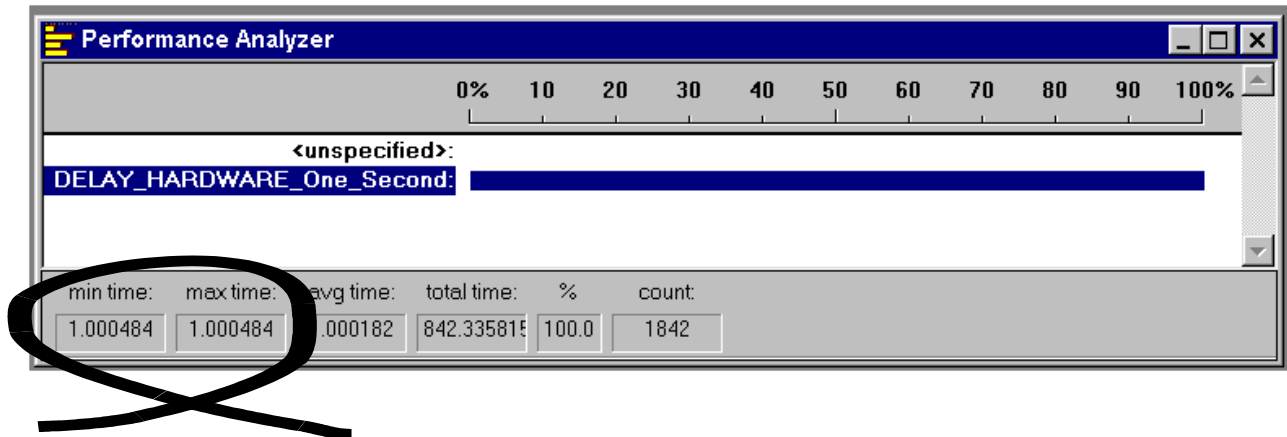 Performance Analyzer
0% 10 20 30 40 50 60 70 80 90 100%
<unspecified>:
DELAY_HARDWARE_One_Second:
min time: max time: avg time: total time: % count:
1.000484 1.000484 .000182 842.335815 100.0 1842